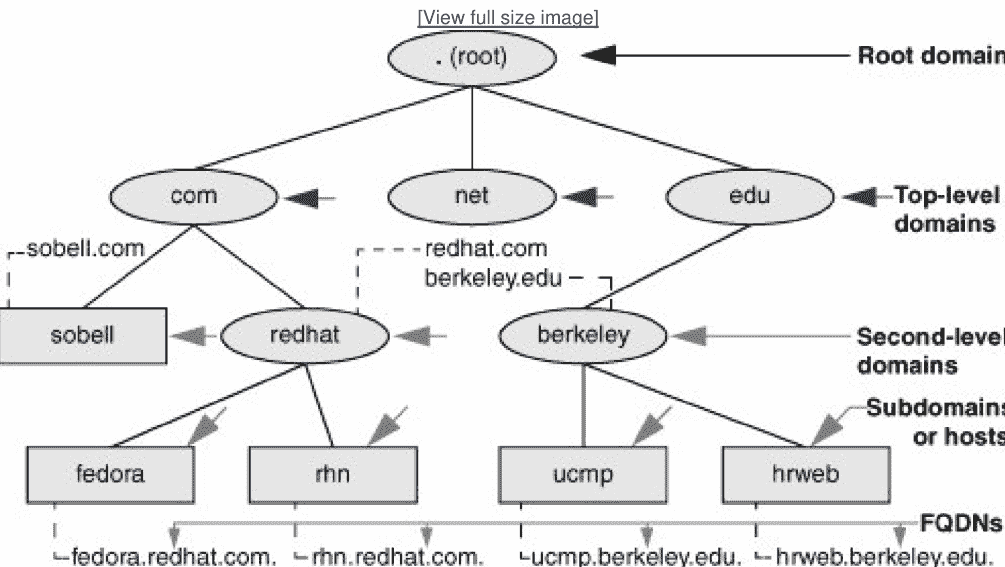 [View full size image]
. (root)
Root domain
com
net
edu
Top-level
domains
sobell.com
redhat.com
berkeley.edu
sobell
redhat
berkeley
Second-level
domains
Subdomains
or hosts
fedora
rhn
ucmp
hrweb
FQDNs
fedora.redhat.com.
rhn.redhat.com.
ucmp.berkeley.edu.
hrweb.berkeley.edu.